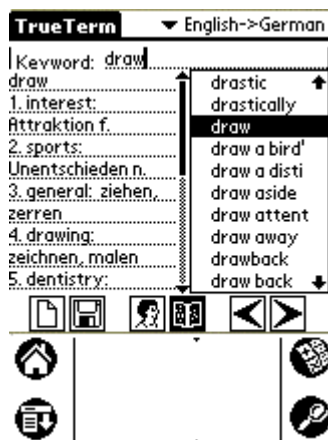 TrueTerm
English->German
Keyword: draw
draw
1. interest:
Attraktion f.
2. sports:
Unentschieden n.
3. general: ziehen,
zerren
4. drawing:
zeichnen, malen
5. dentistry:
drastic
drastically
draw
draw a bird'
draw a disti
draw aside
draw attent
draw away
drawback
draw back